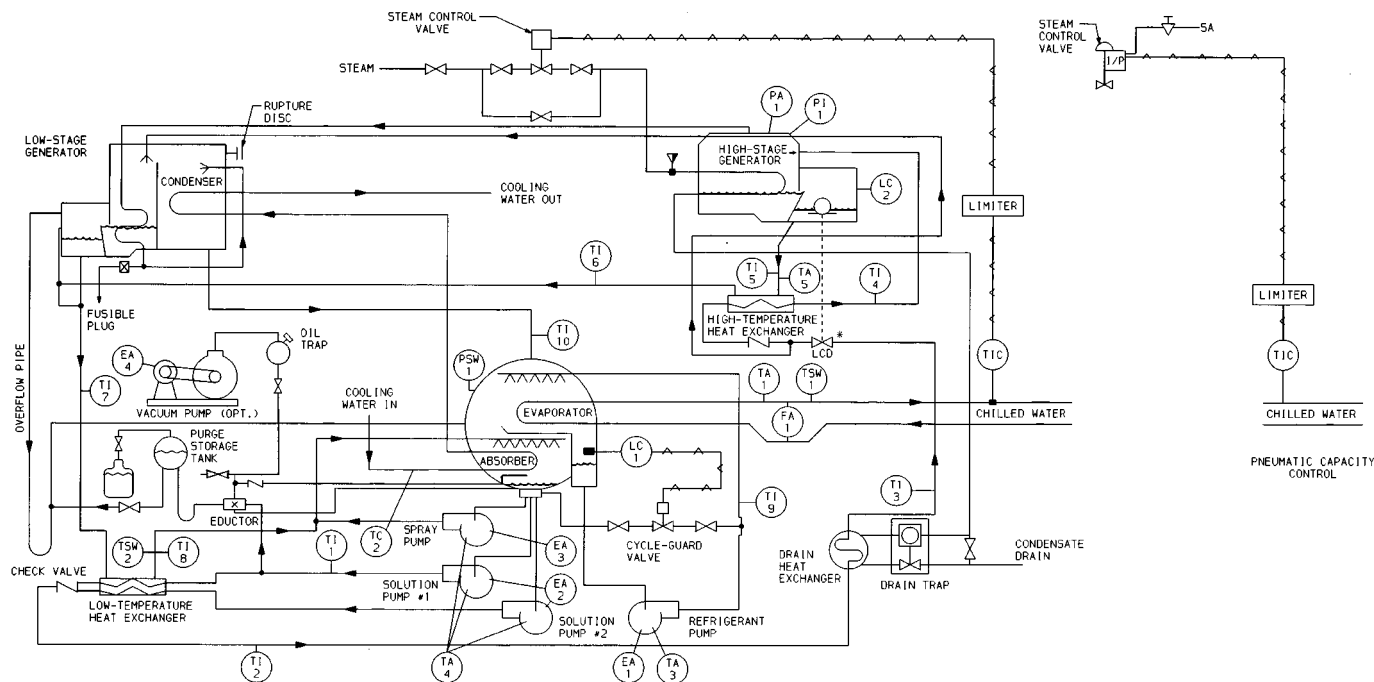 STEAM CONTROL
VALVE
STEAM
CONTROL
VALVE
SA
I/P
STEAM
RUPTURE
DISC
PA
1
PI
1
LOW-STAGE
GENERATOR
HIGH-STAGE
GENERATOR
CONDENSER
LC
2
COOLING
WATER OUT
LIMITER
TI
6
TI
5
TA
5
TI
4
LIMITER
FUSIBLE
PLUG
HIGH-TEMPERATURE
HEAT EXCHANGER
LCD
*
OIL
TRAP
TI
10
EA
4
PSW
1
TIC
TIC
OVERFLOW PIPE
TI
7
VACUUM PUMP (OPT.)
COOLING
WATER IN
TA
1
TSW
1
EVAPORATOR
FA
1
CHILLED WATER
CHILLED WATER
PURGE
STORAGE
TANK
ABSORBER
LC
1
PNEUMATIC CAPACITY
CONTROL
TI
3
TI
9
EDUCTOR
TC
2
SPRAY
PUMP
EA
3
CYCLE-GUARD
VALVE
TSW
2
TI
8
TI
1
DRAIN
HEAT
EXCHANGER
CONDENSATE
DRAIN
DRAIN TRAP
CHECK VALVE
SOLUTION
PUMP #1
EA
2
LOW-TEMPERATURE
HEAT EXCHANGER
SOLUTION
PUMP #2
REFRIGERANT
PUMP
TI
2
TA
4
EA
1
TA
3